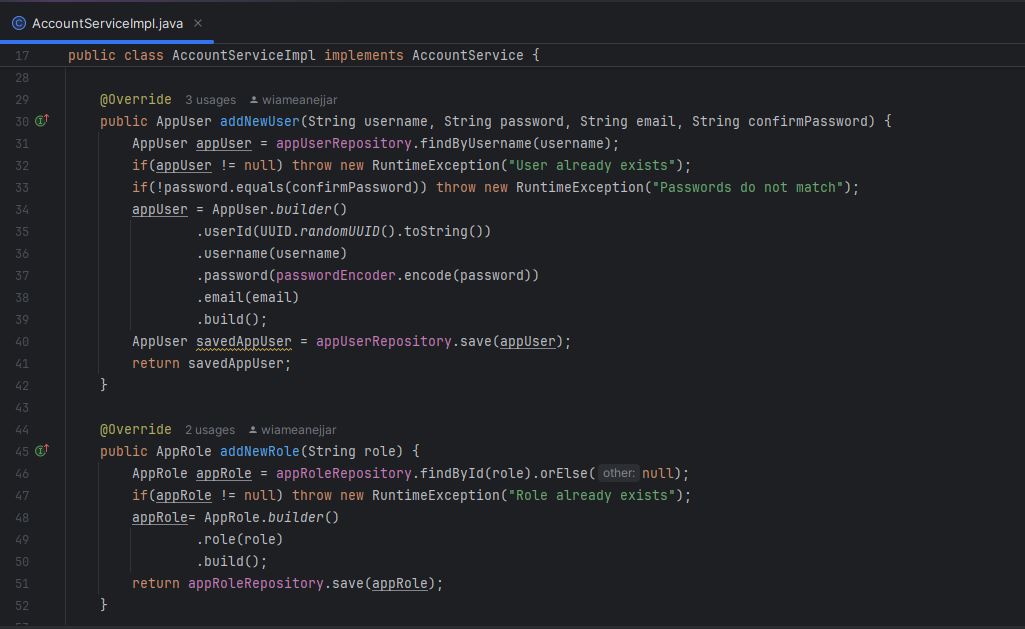 AccountServiceImpl.java
17 public class AccountServiceImpl implements AccountService {
28
29 @Override 3 usages wiameanejjar
30 public AppUser addNewUser(String username, String password, String email, String confirmPassword) {
31 AppUser appUser = appUserRepository.findByUsername(username);
32 if(appUser != null) throw new RuntimeException("User already exists");
33 if(!password.equals(confirmPassword)) throw new RuntimeException("Passwords do not match");
34 appUser = AppUser.builder()
35 .userId(UUID.randomUUID().toString())
36 .username(username)
37 .password(passwordEncoder.encode(password))
38 .email(email)
39 .build();
40 AppUser savedAppUser = appUserRepository.save(appUser);
41 return savedAppUser;
42 }
43
44 @Override 2 usages wiameanejjar
45 public AppRole addNewRole(String role) {
46 AppRole appRole = appRoleRepository.findById(role).orElse( other: null);
47 if(appRole != null) throw new RuntimeException("Role already exists");
48 appRole= AppRole.builder()
49 .role(role)
50 .build();
51 return appRoleRepository.save(appRole);
52 }